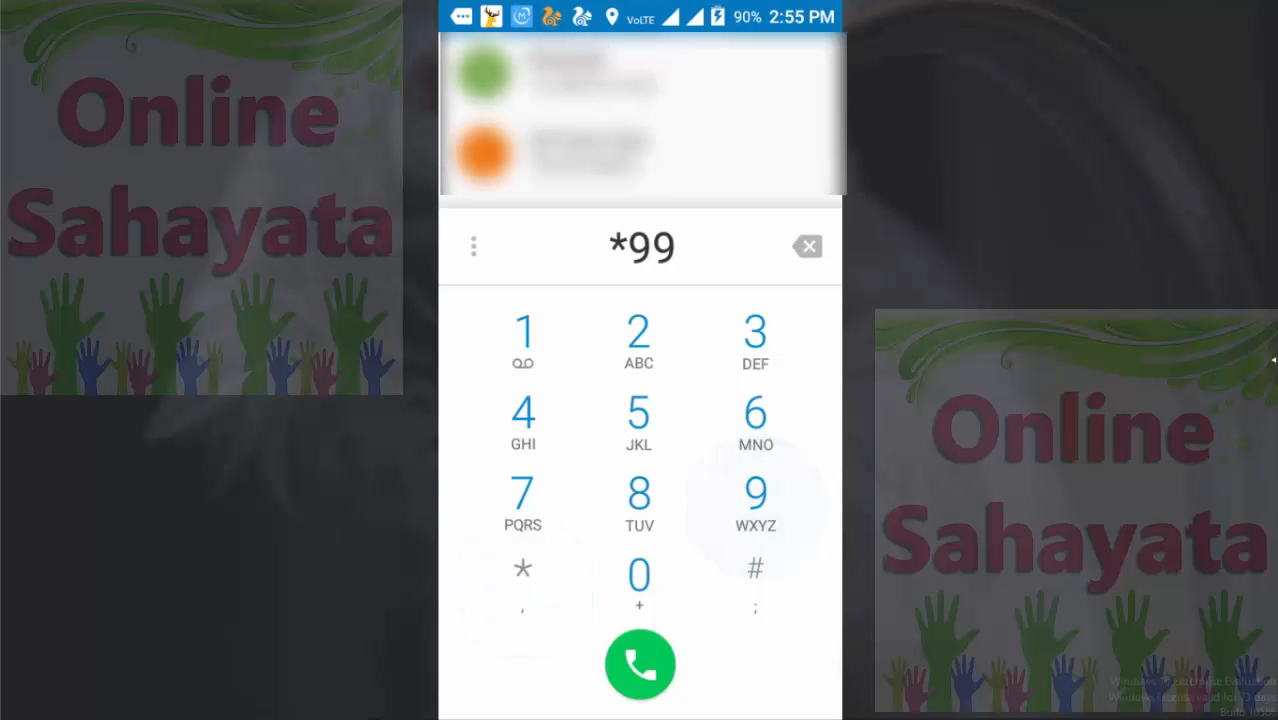 VoLTE 90% 2:55 PM
Online
Sahayata
*99
1
2
ABC
3
DEF
4
GHI
5
JKL
6
MNO
7
PQRS
8
TUV
9
WXYZ
*
,
0
+
#
;
Online
Sahayata